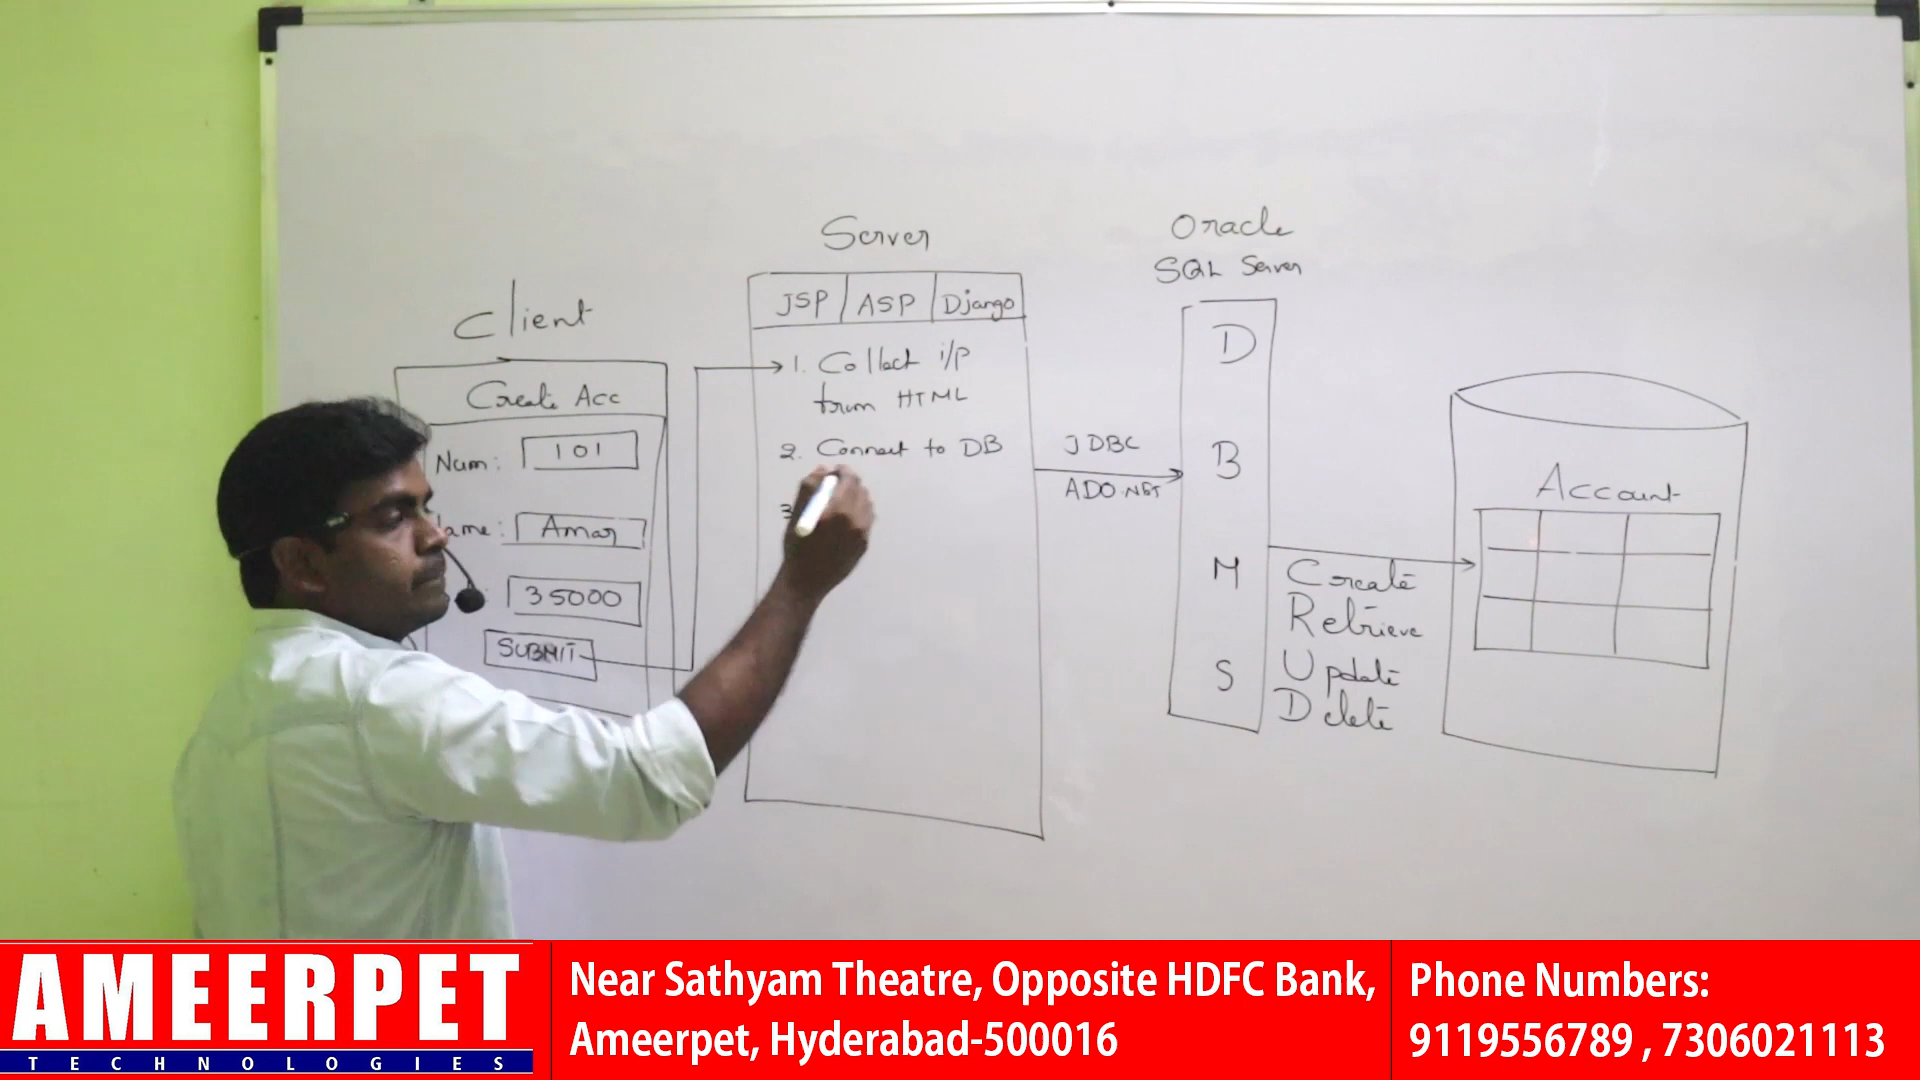 Client
Create Acc
Num: 101
ame: Amar
35000
SUBMIT
Server
JSP ASP Django
1. Collect i/p
from HTML
2. Connect to DB
3
JDBC
ADO.NET
Oracle
SQL Server
D
B
M
S
Create
Retrieve
Update
Delete
Account
AMEERPET
TECHNOLOGIES
Near Sathyam Theatre, Opposite HDFC Bank,
Ameerpet, Hyderabad-500016
Phone Numbers:
9119556789 , 7306021113